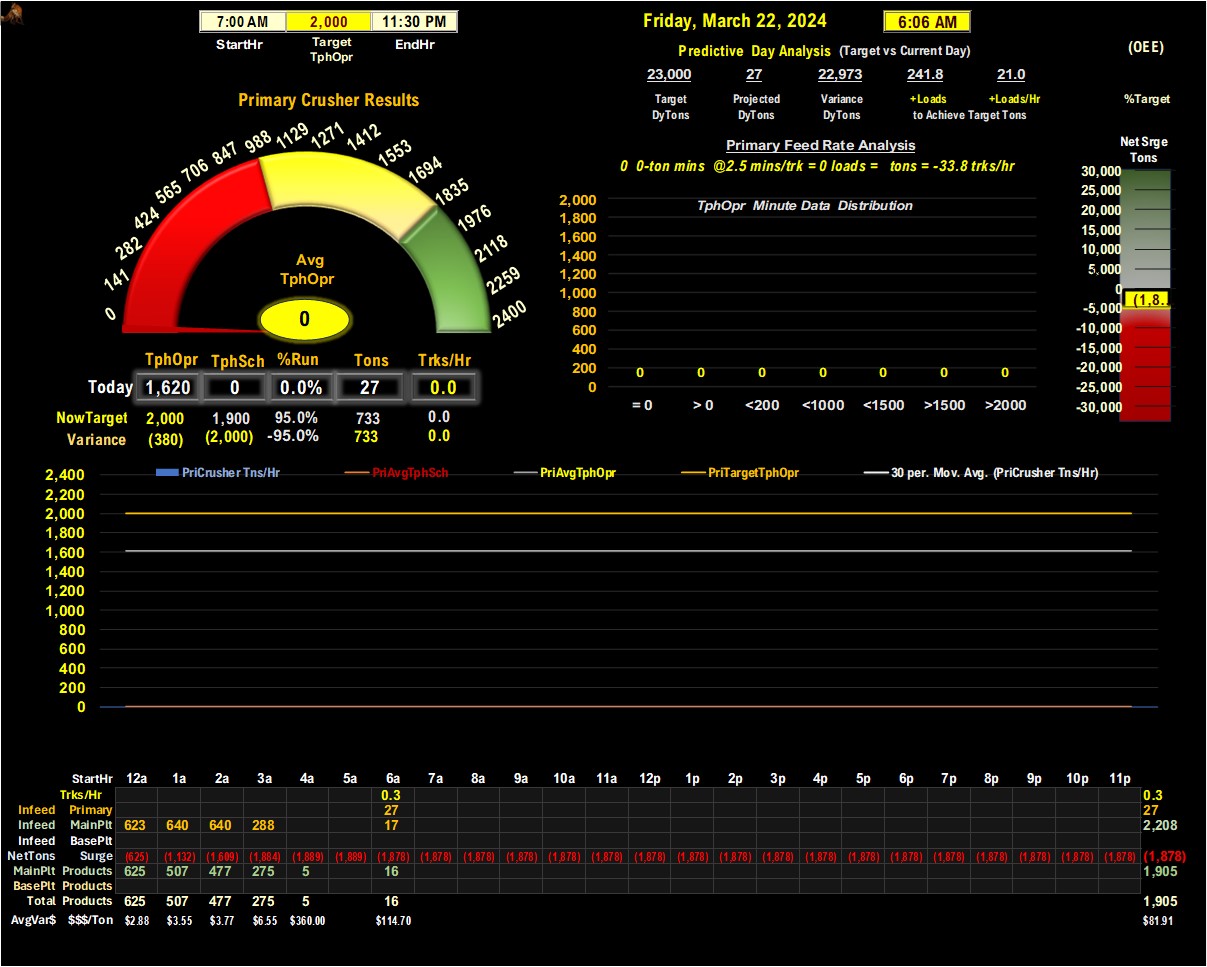 7:00 AM 2,000 11:30 PM
StartHr Target TphOpr EndHr
Friday, March 22, 2024 6:06 AM
Predictive Day Analysis (Target vs Current Day)
(OEE)
23,000 27 22,973 241.8 21.0
Target Projected Variance +Loads +Loads/Hr
DyTons DyTons DyTons to Achieve Target Tons
%Target
Primary Crusher Results
0 141 282 424 565 706 847 988 1129 1271 1412 1553 1694 1835 1976 2118 2259 2400
Avg
TphOpr
0
TphOpr TphSch %Run Tons Trks/Hr
Today 1,620 0 0.0% 27 0.0
NowTarget 2,000 1,900 95.0% 733 0.0
Variance (380) (2,000) -95.0% 733 0.0
Primary Feed Rate Analysis
0 0-ton mins @2.5 mins/trk = 0 loads = tons = -33.8 trks/hr
TphOpr Minute Data Distribution
2,000
1,800
1,600
1,400
1,200
1,000
800
600
400
200
0
0 0 0 0 0 0 0
= 0 > 0 <200 <1000 <1500 >1500 >2000
Net Srge
Tons
30,000
25,000
20,000
15,000
10,000
5,000
0
(1,8..
-5,000
-10,000
-15,000
-20,000
-25,000
-30,000
PriCrusher Tns/Hr PriAvgTphSch PriAvgTphOpr PriTargetTphOpr 30 per. Mov. Avg. (PriCrusher Tns/Hr)
2,400
2,200
2,000
1,800
1,600
1,400
1,200
1,000
800
600
400
200
0
StartHr 12a 1a 2a 3a 4a 5a 6a 7a 8a 9a 10a 11a 12p 1p 2p 3p 4p 5p 6p 7p 8p 9p 10p 11p
Trks/Hr 0.3 0.3
Infeed Primary 27 27
Infeed MainPlt 623 640 640 288 17 2,208
Infeed BasePlt
NetTons Surge (625) (1,132) (1,609) (1,884) (1,889) (1,889) (1,878) (1,878) (1,878) (1,878) (1,878) (1,878) (1,878) (1,878) (1,878) (1,878) (1,878) (1,878) (1,878) (1,878) (1,878) (1,878) (1,878) (1,878) (1,878)
MainPlt Products 625 507 477 275 5 16 1,905
BasePlt Products
Total Products 625 507 477 275 5 16 1,905
AvgVar$ $$$/Ton $2.88 $3.55 $3.77 $6.55 $360.00 $114.70 $81.91